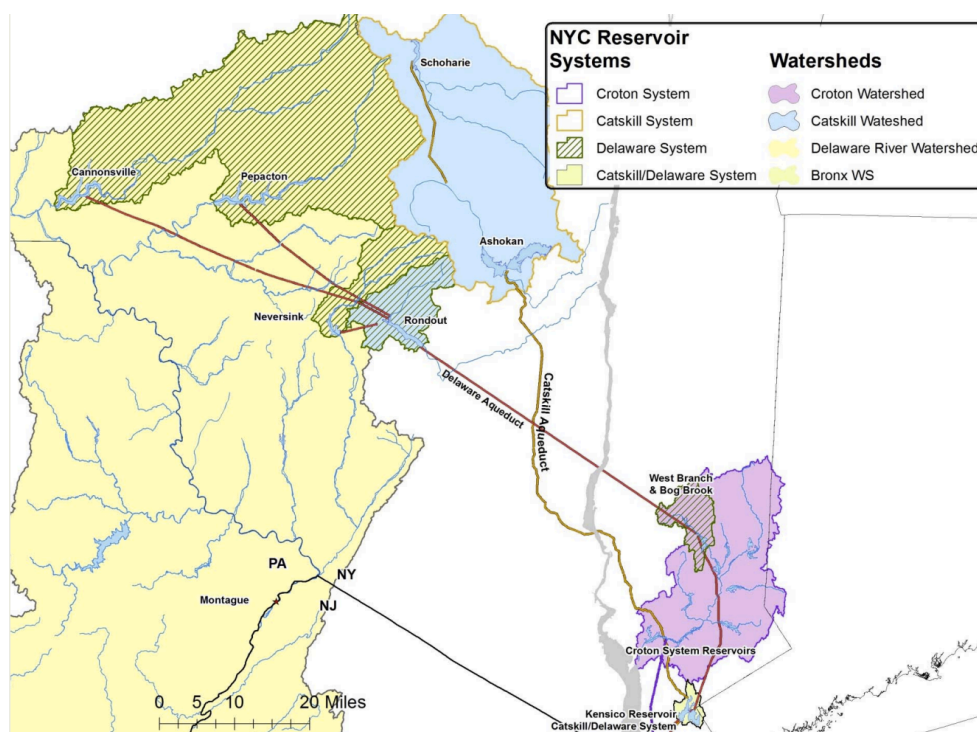 NYC Reservoir
Systems
Watersheds
Croton System
Croton Watershed
Catskill System
Catskill Wateshed
Delaware System
Delaware River Watershed
Catskill/Delaware System
Bronx WS
Schoharie
Cannonsville
Pepacton
Ashokan
Neversink
Rondout
Delaware Aqueduct
Catskill Aqueduct
West Branch
& Bog Brook
PA
NY
Montague
NJ
Croton System Reservoirs
0 5 10 20 Miles
Kensico Reservoir
Catskill/Delaware System